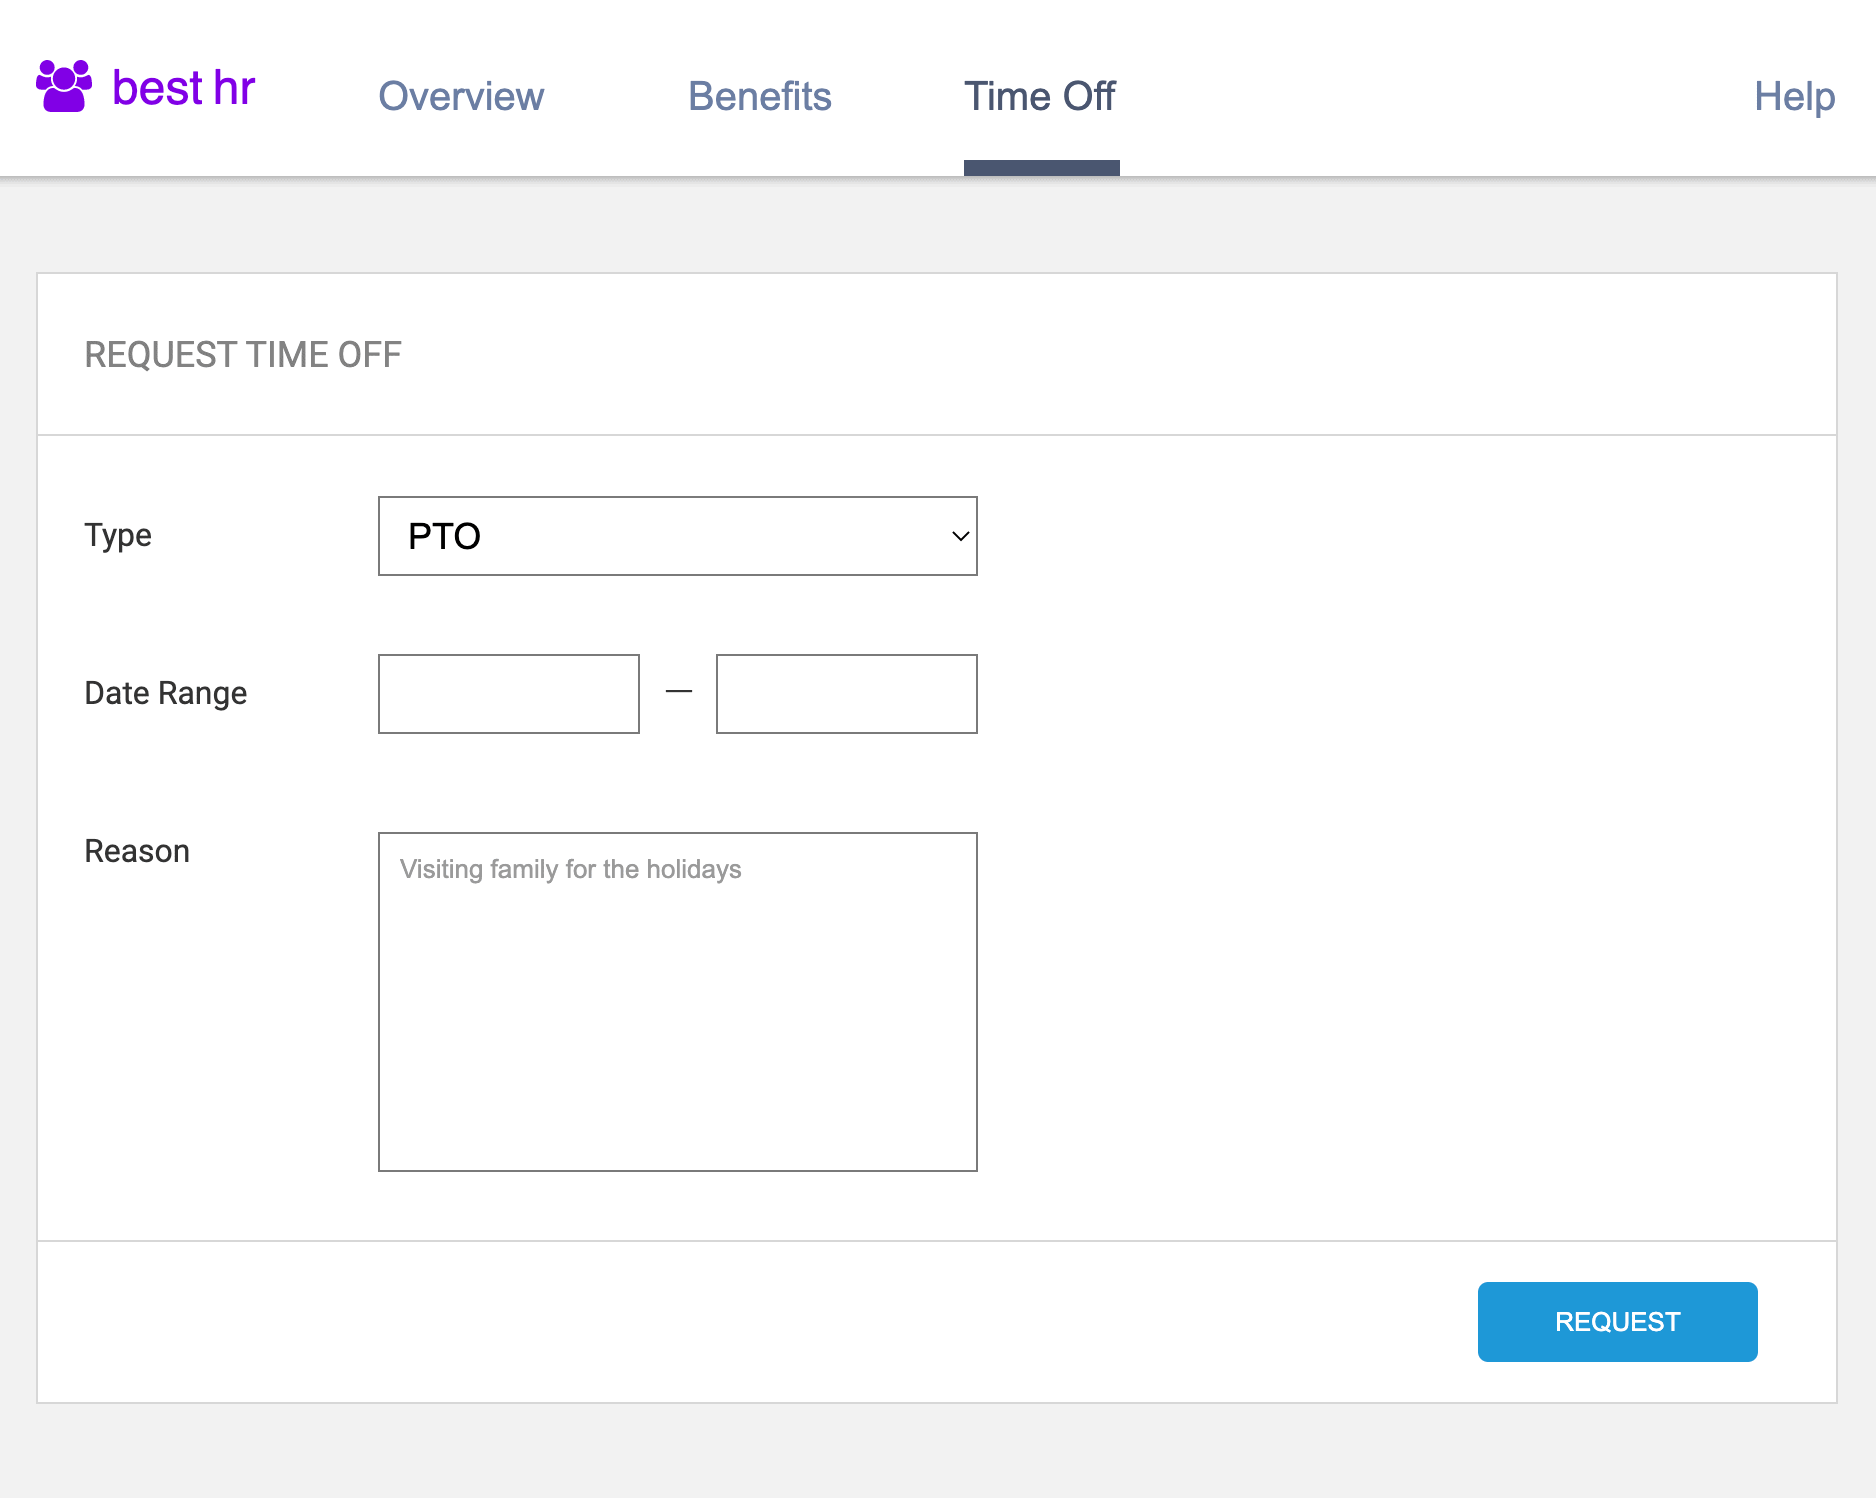 best hr
Overview
Benefits
Time Off
Help
REQUEST TIME OFF
Type
PTO
Date Range
—
Reason
Visiting family for the holidays
REQUEST